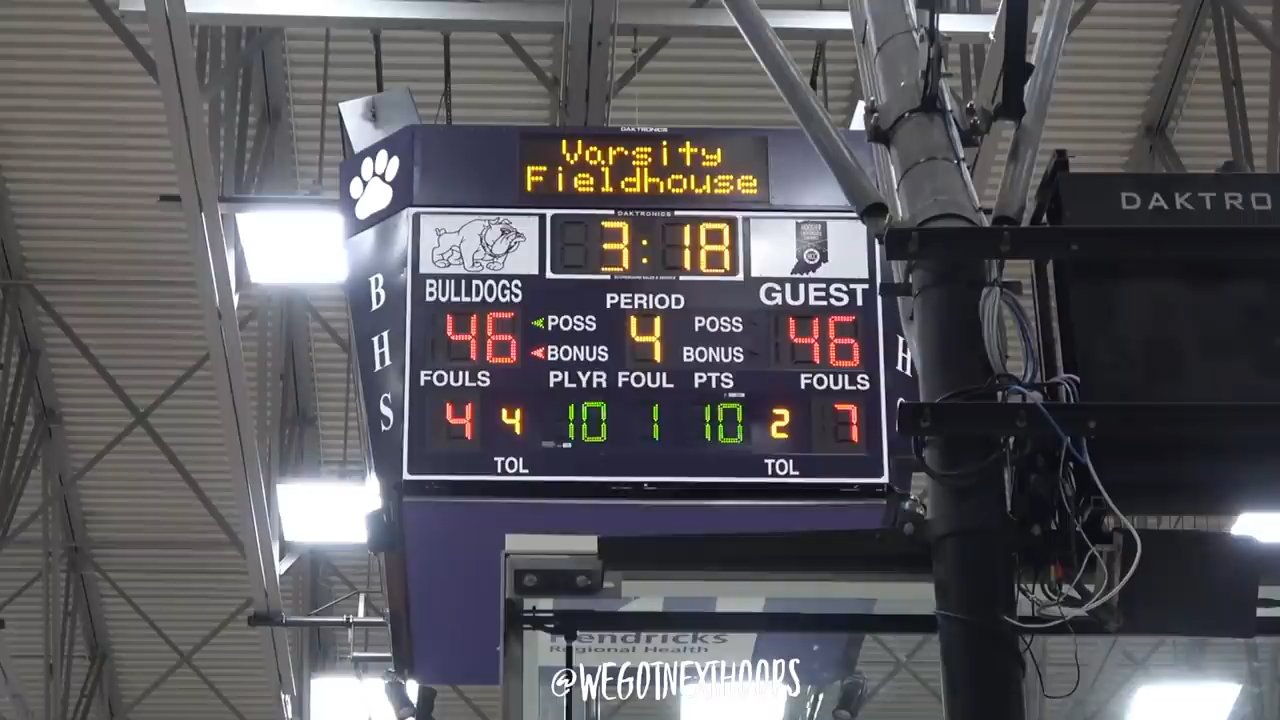 DAKTRONICS
Varsity
Fieldhouse
DAKTRONICS
3:18
DAKTRO
BHS
BULLDOGS PERIOD GUEST
46 POSS 4 POSS 46
BONUS BONUS
FOULS PLYR FOUL PTS FOULS
4 4 10 1 10 2 7
TOL TOL
H
Hendricks
Regional Health
@WEGOTNEXTHOOPS